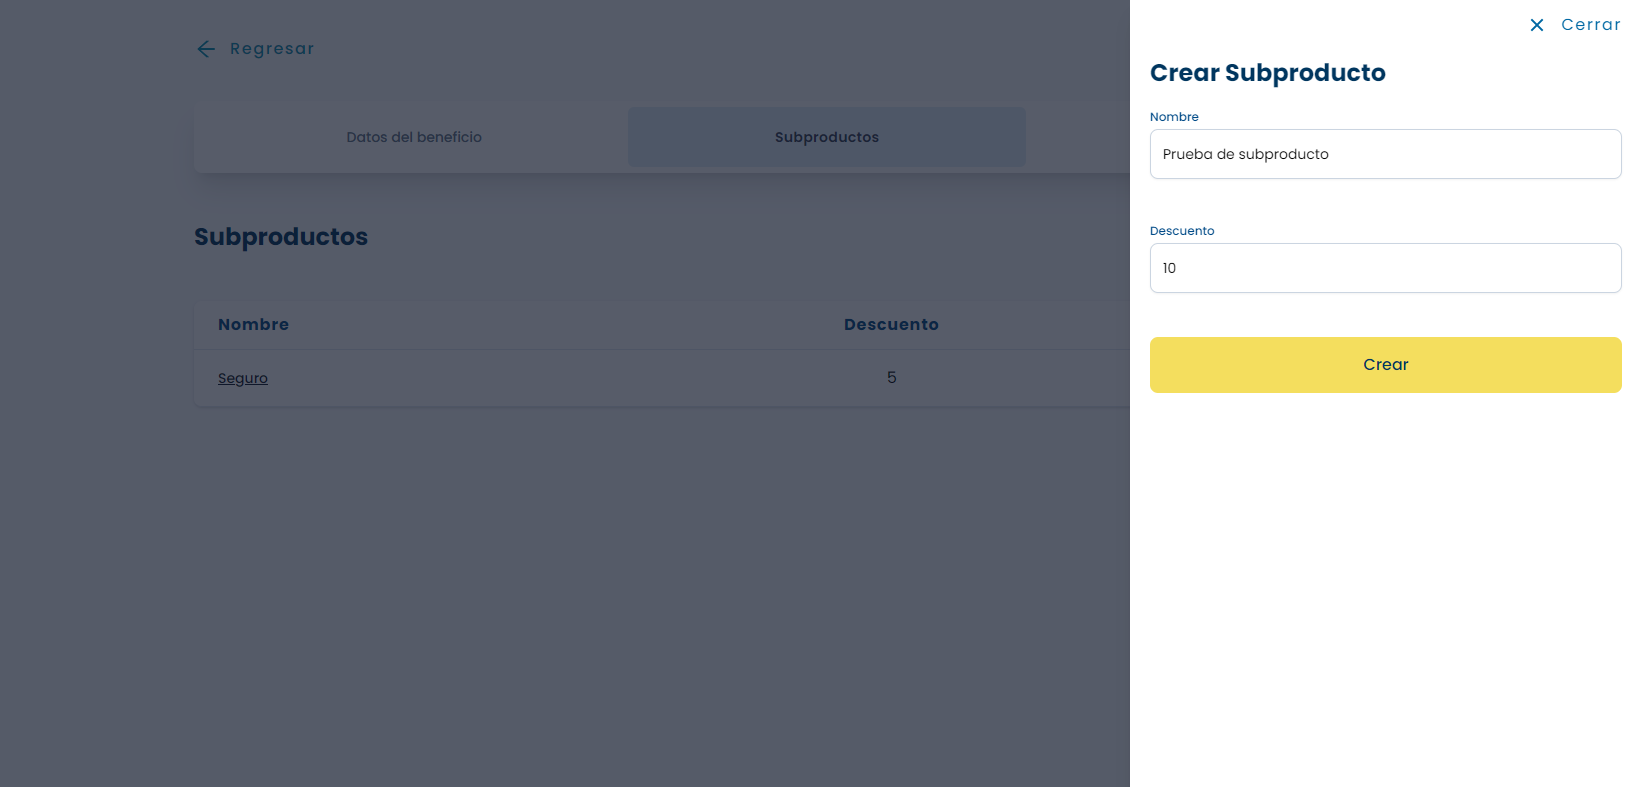 Regresar
Datos del beneficio
Subproductos
Subproductos
Nombre Descuento
Seguro 5
Cerrar
Crear Subproducto
Nombre
Prueba de subproducto
Descuento
10
Crear